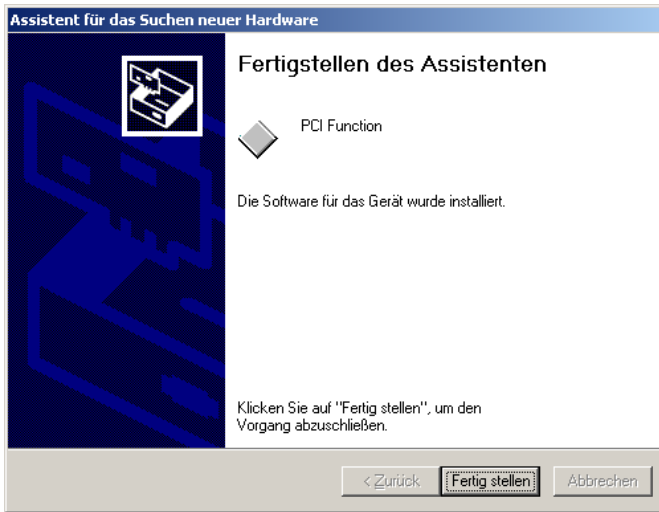 Assistent für das Suchen neuer Hardware
Fertigstellen des Assistenten
PCI Function
Die Software für das Gerät wurde installiert.
Klicken Sie auf "Fertig stellen", um den
Vorgang abzuschließen.
< Zurück
Fertig stellen
Abbrechen